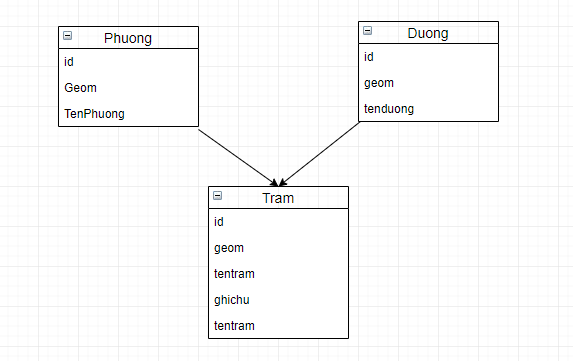 Phuong
id
Geom
TenPhuong
Duong
id
geom
tenduong
Tram
id
geom
tentram
ghichu
tentram